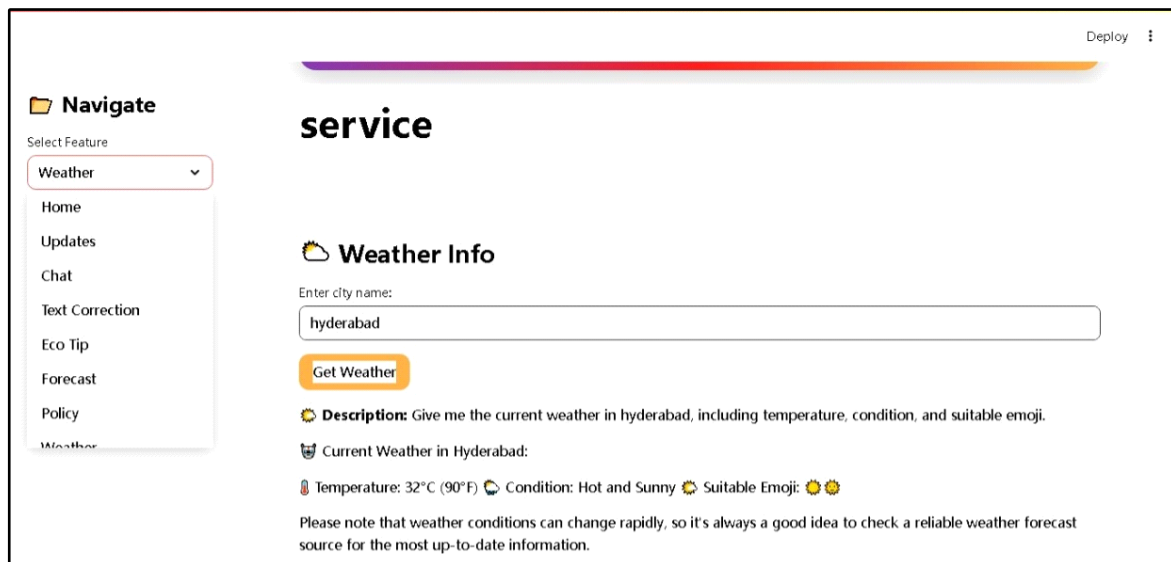 Deploy
📂 Navigate
Select Feature
Weather
Home
Updates
Chat
Text Correction
Eco Tip
Forecast
Policy
Weather
service
Weather Info
Enter city name:
hyderabad
Get Weather
Description: Give me the current weather in hyderabad, including temperature, condition, and suitable emoji.
Current Weather in Hyderabad:
Temperature: 32°C (90°F) Condition: Hot and Sunny Suitable Emoji:
Please note that weather conditions can change rapidly, so it's always a good idea to check a reliable weather forecast
source for the most up-to-date information.